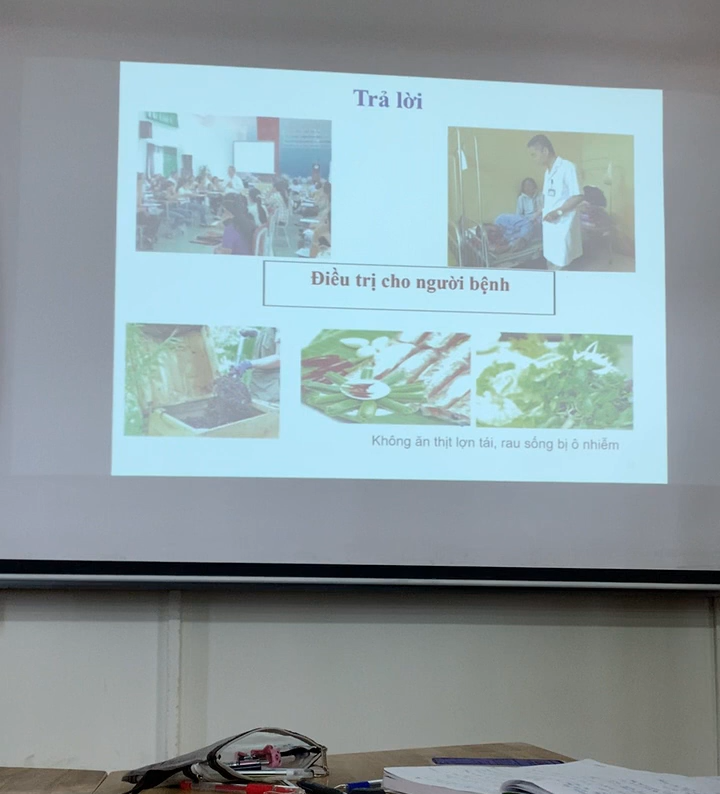 Trả lời
Điều trị cho người bệnh
Không ăn thịt lợn tái, rau sống bị ô nhiễm